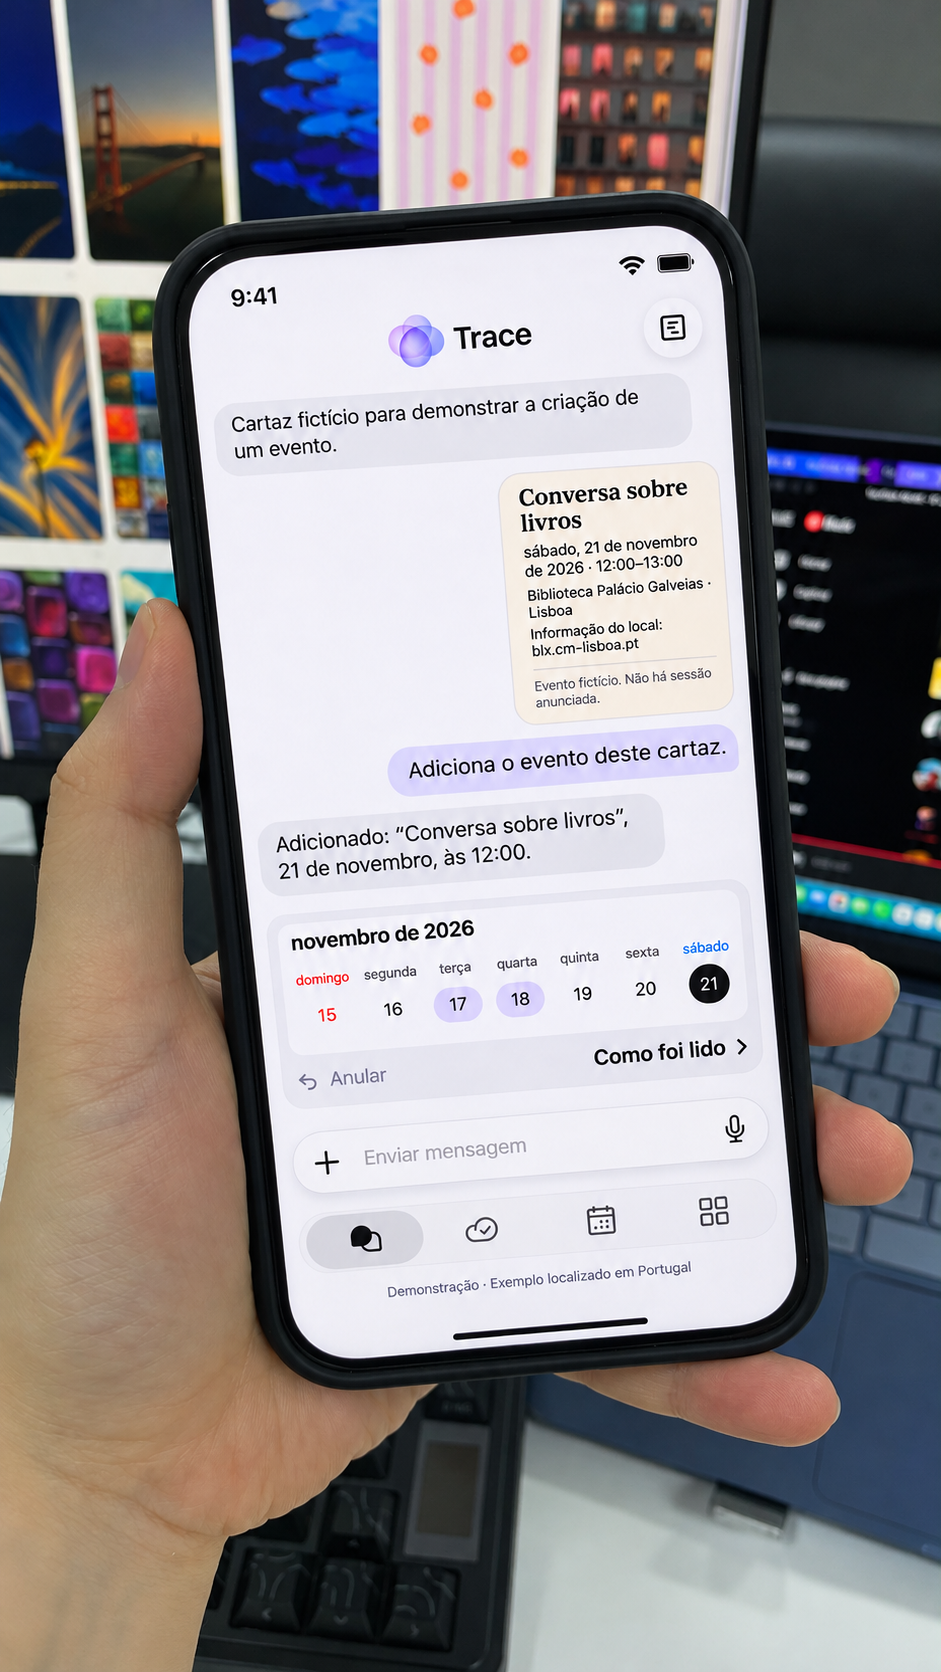 9:41
Trace
Cartaz fictício para demonstrar a criação de
um evento.
Conversa sobre
livros
sábado, 21 de novembro
de 2026 · 12:00–13:00
Biblioteca Palácio Galveias ·
Lisboa
Informação do local:
blx.cm-lisboa.pt
Evento fictício. Não há sessão
anunciada.
Adiciona o evento deste cartaz.
Adicionado: “Conversa sobre livros”,
21 de novembro, às 12:00.
novembro de 2026
domingo segunda terça quarta quinta sexta sábado
15 16 17 18 19 20 21
Anular
Como foi lido
Enviar mensagem
Demonstração · Exemplo localizado em Portugal